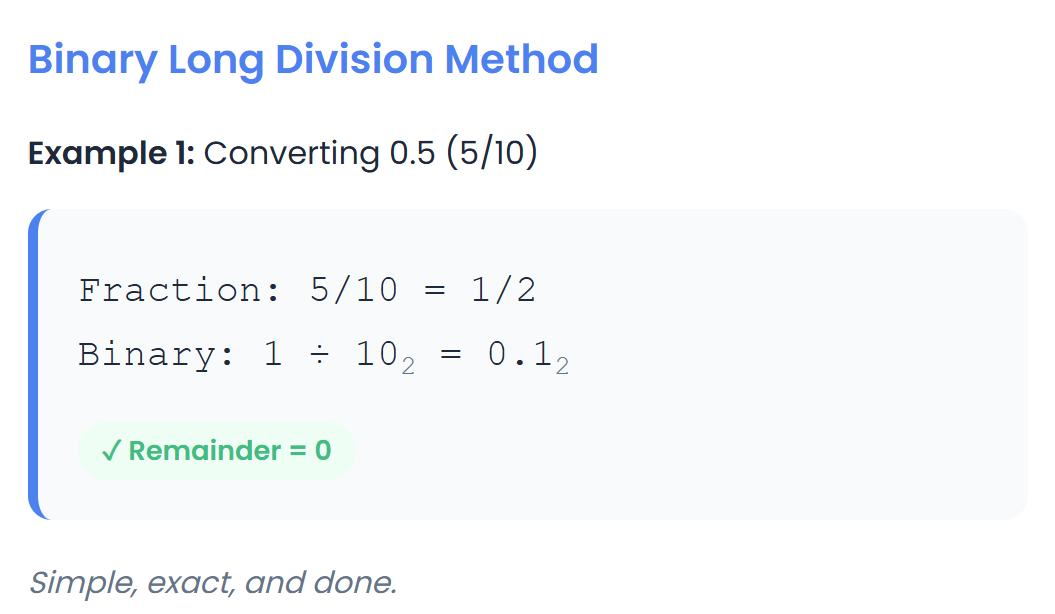 Binary Long Division Method
Example 1: Converting 0.5 (5/10)
Fraction: 5/10 = 1/2
Binary: 1 ÷ 10₂ = 0.1₂
✓ Remainder = 0
Simple, exact, and done.